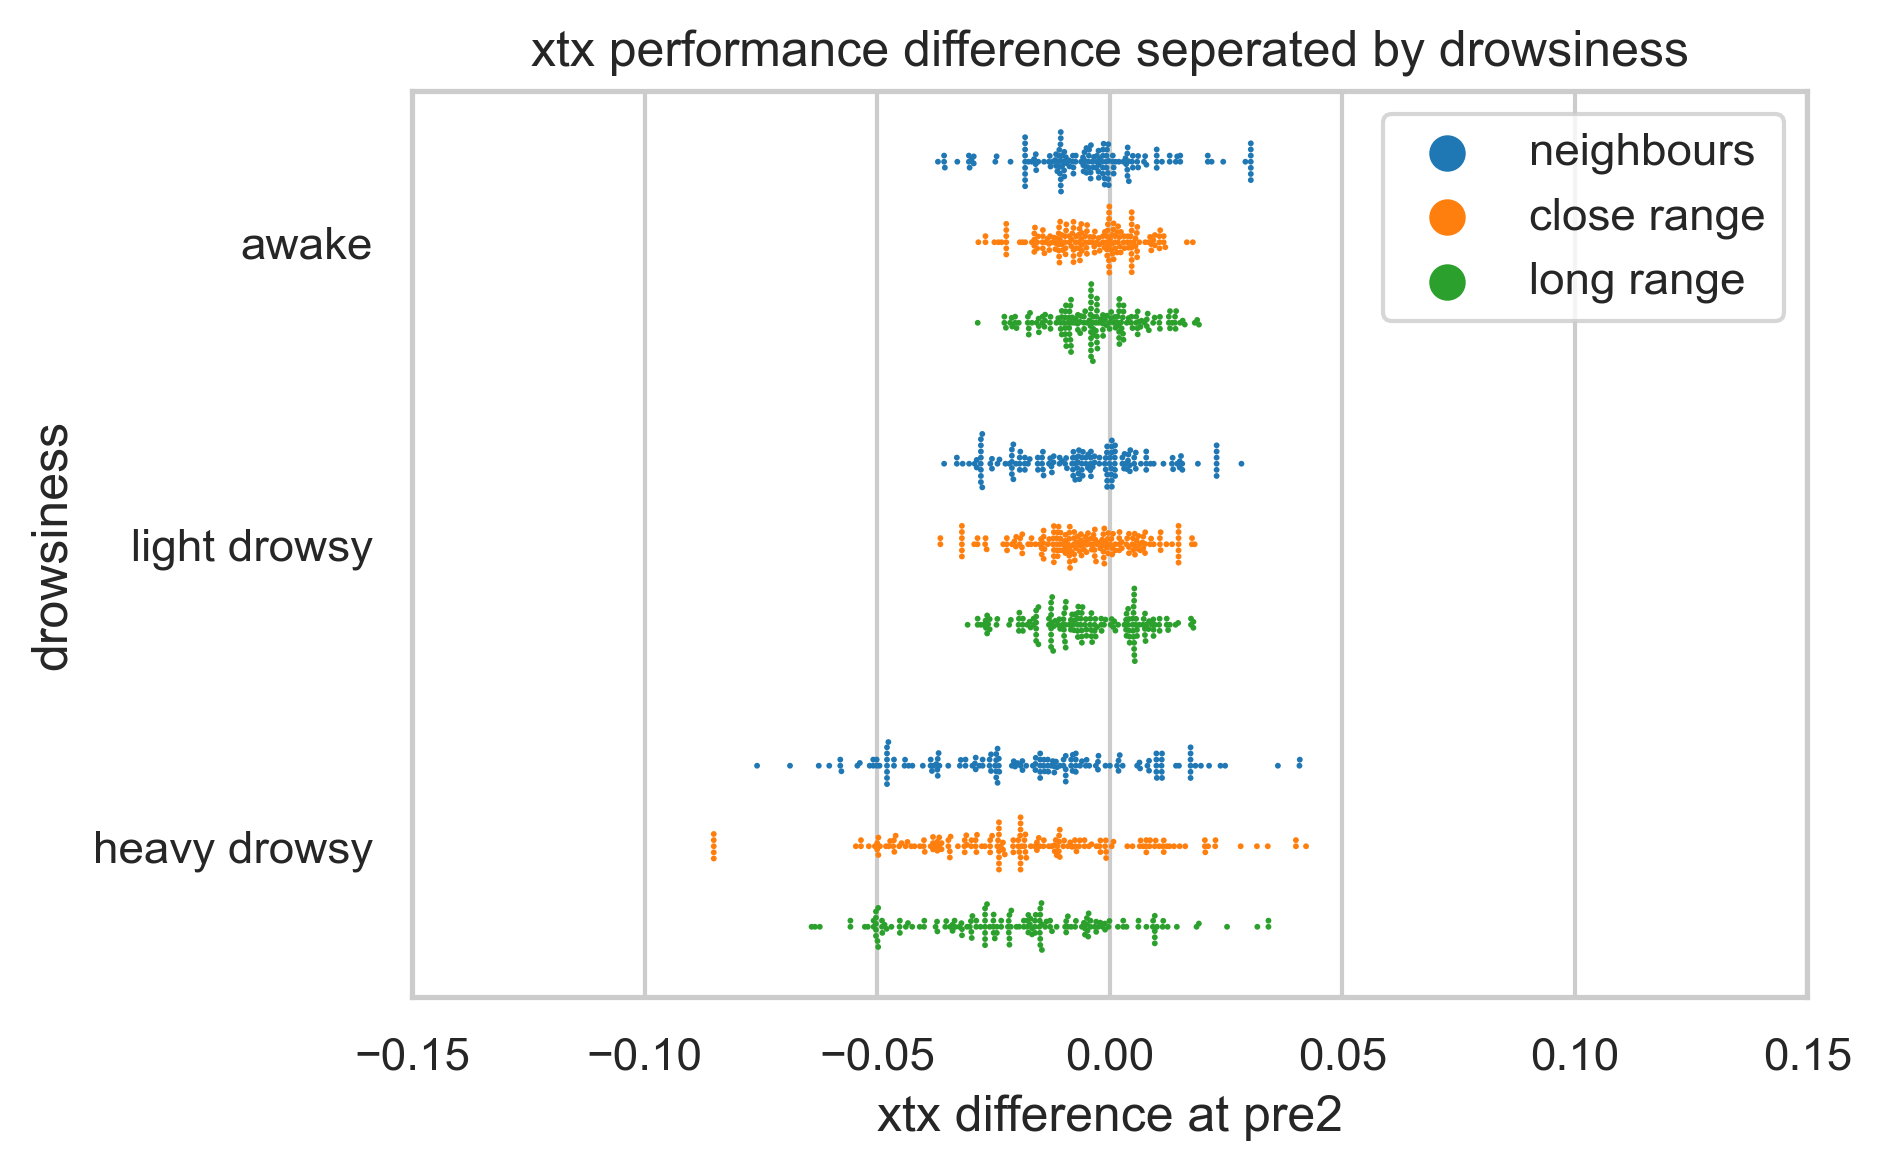 xtx performance difference seperated by drowsiness
neighbours
close range
long range
awake
light drowsy
heavy drowsy
drowsiness
−0.15
−0.10
−0.05
0.00
0.05
0.10
0.15
xtx difference at pre2